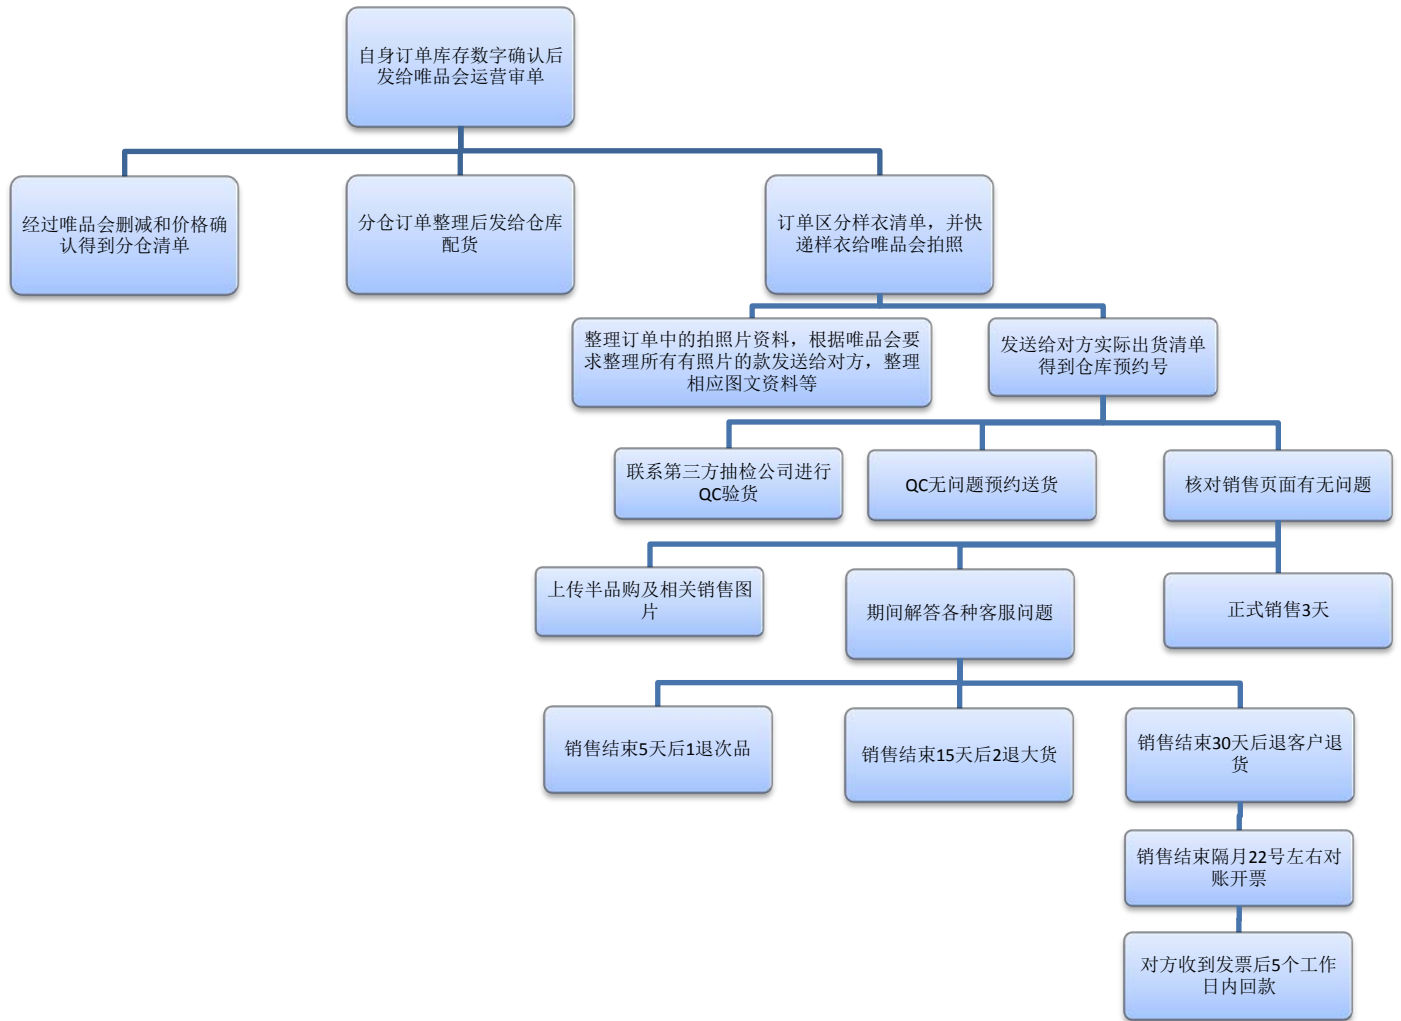 自身订单库存数字确认后
发给唯品会运营审单
经过唯品会删减和价格确
认得到分仓清单
分仓订单整理后发给仓库
配货
订单区分样衣清单，并快
递样衣给唯品会拍照
整理订单中的拍照片资料，根据唯品会要
求整理所有有照片的款发送给对方，整理
相应图文资料等
发送给对方实际出货清单
得到仓库预约号
联系第三方抽检公司进行
QC验货
QC无问题预约送货
核对销售页面有无问题
上传半品购及相关销售图
片
期间解答各种客服问题
正式销售3天
销售结束5天后1退次品
销售结束15天后2退大货
销售结束30天后退客户退
货
销售结束隔月22号左右对
账开票
对方收到发票后5个工作
日内回款